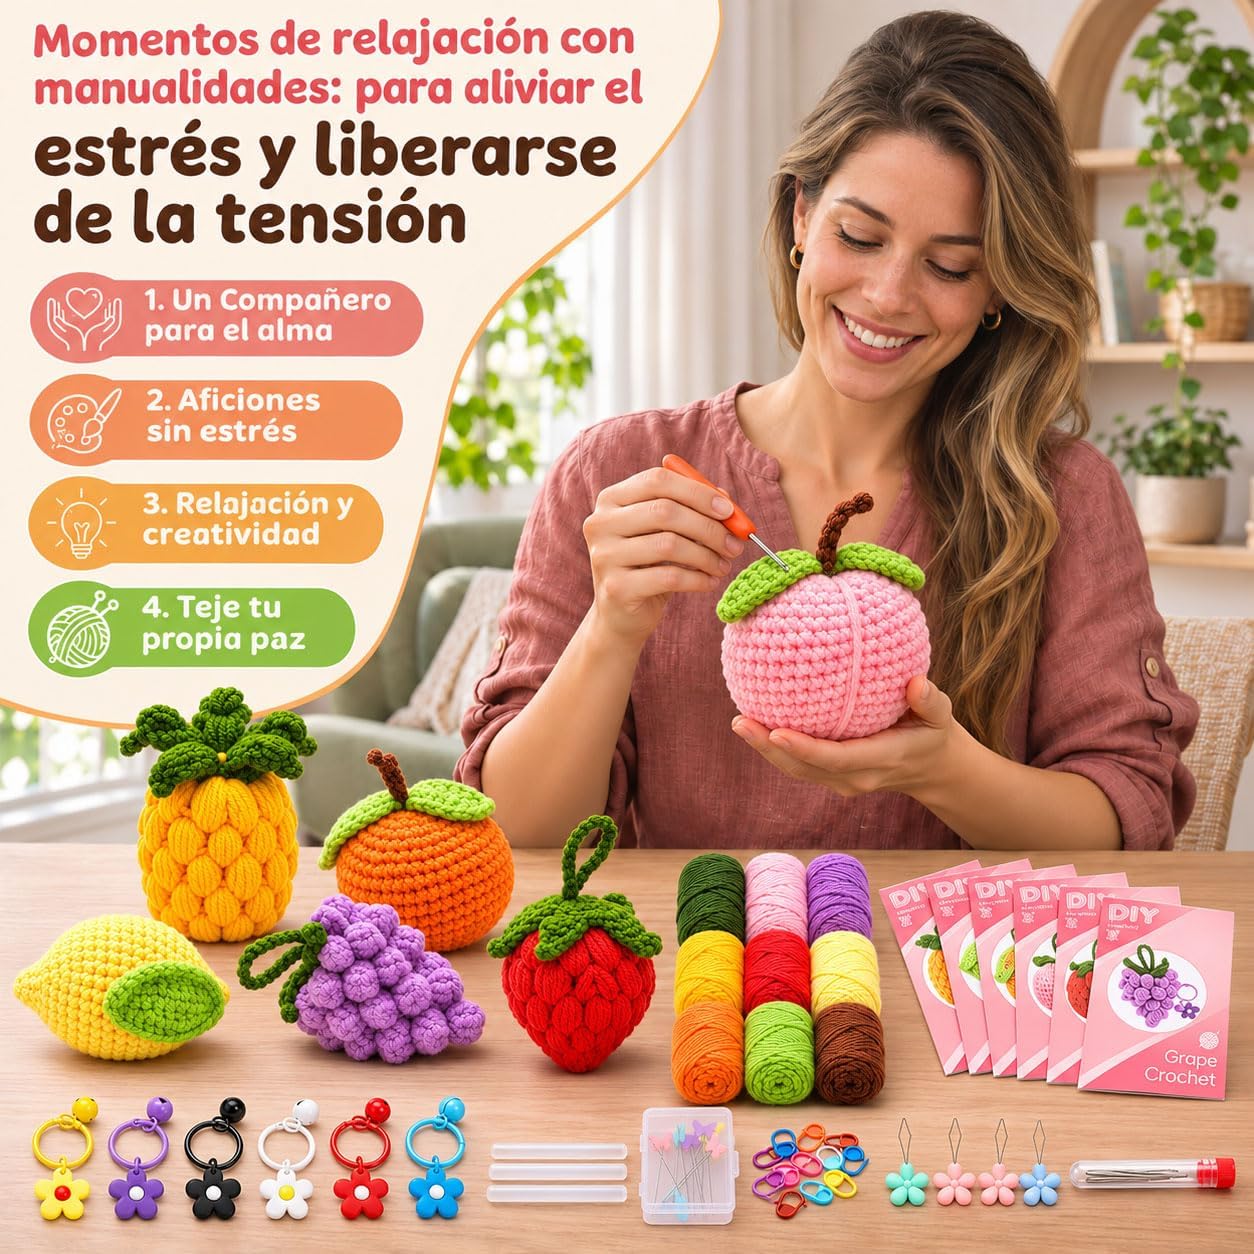 Momentos de relajación con
manualidades: para aliviar el
estrés y liberarse
de la tensión
1. Un Compañero
para el alma
2. Aficiones
sin estrés
3. Relajación y
creatividad
4. Teje tu
propia paz
DIY
DIY
DIY
DIY
DIY
DIY
Grape
Crochet